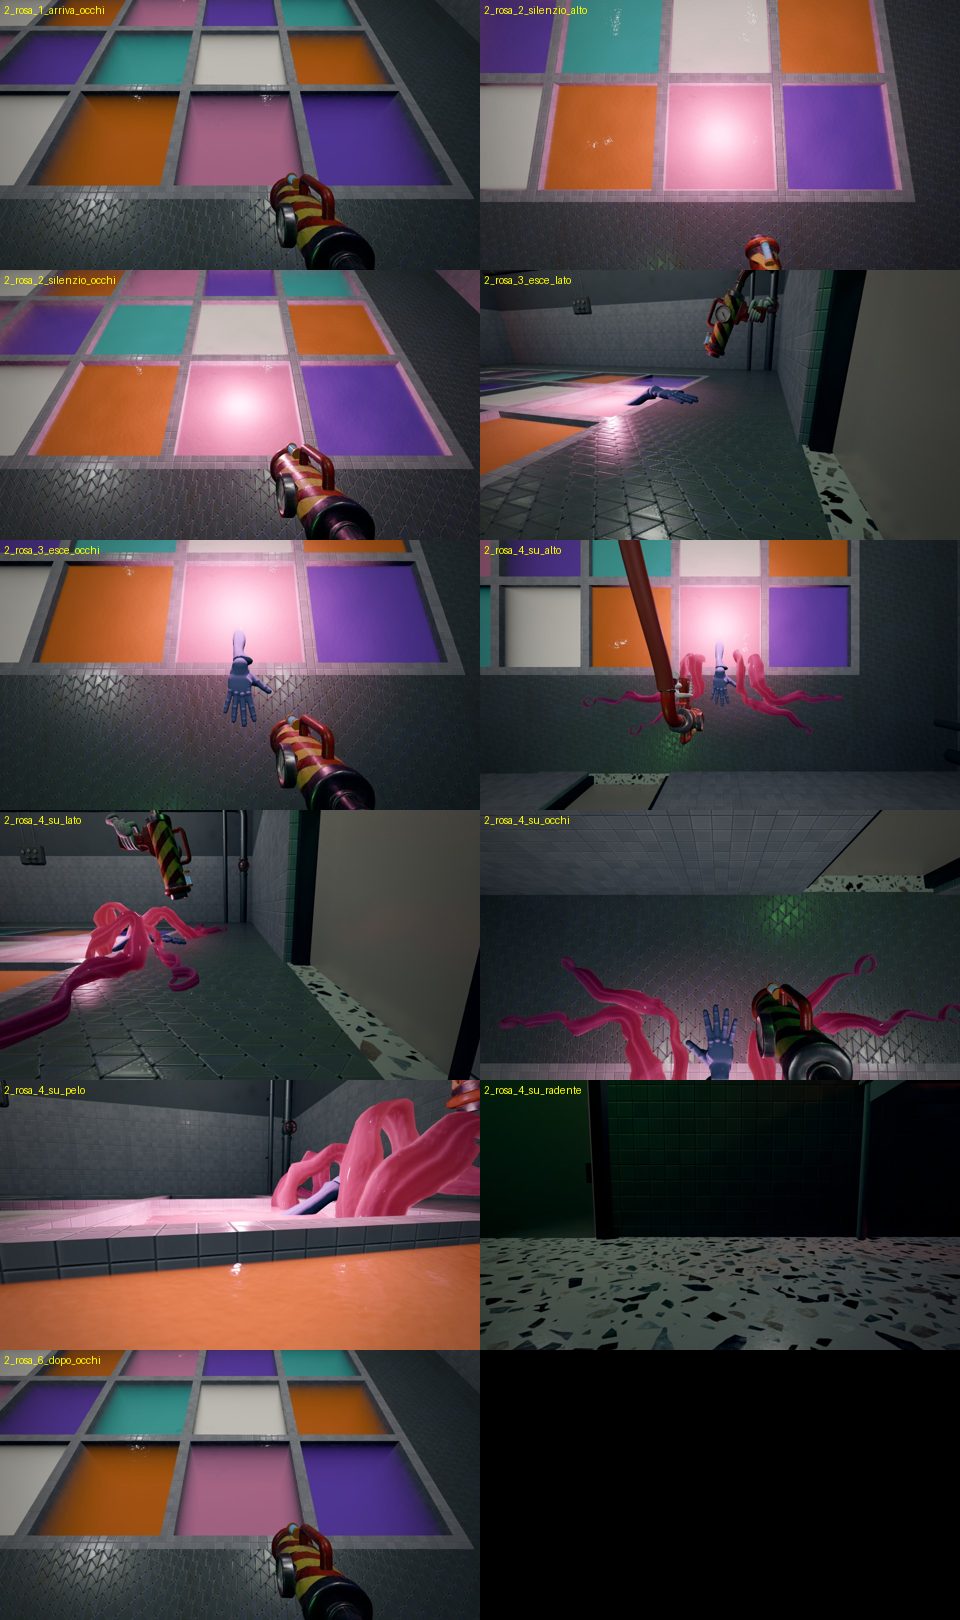 2_rosa_1_arriva_occhi
2_rosa_2_silenzio_alto
2_rosa_2_silenzio_occhi
2_rosa_3_esce_lato
2_rosa_3_esce_occhi
2_rosa_4_su_alto
2_rosa_4_su_lato
2_rosa_4_su_occhi
2_rosa_4_su_pelo
2_rosa_4_su_radente
2_rosa_6_dopo_occhi